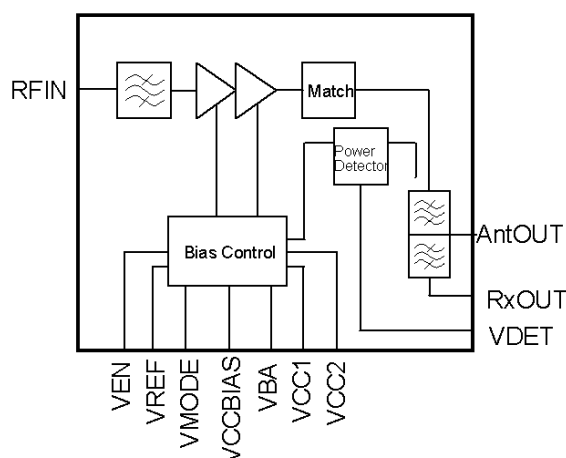 RFIN
Match
Power
Detector
Bias Control
AntOUT
RxOUT
VDET
VEN
VREF
VMODE
VCCBIAS
VBA
VCC1
VCC2